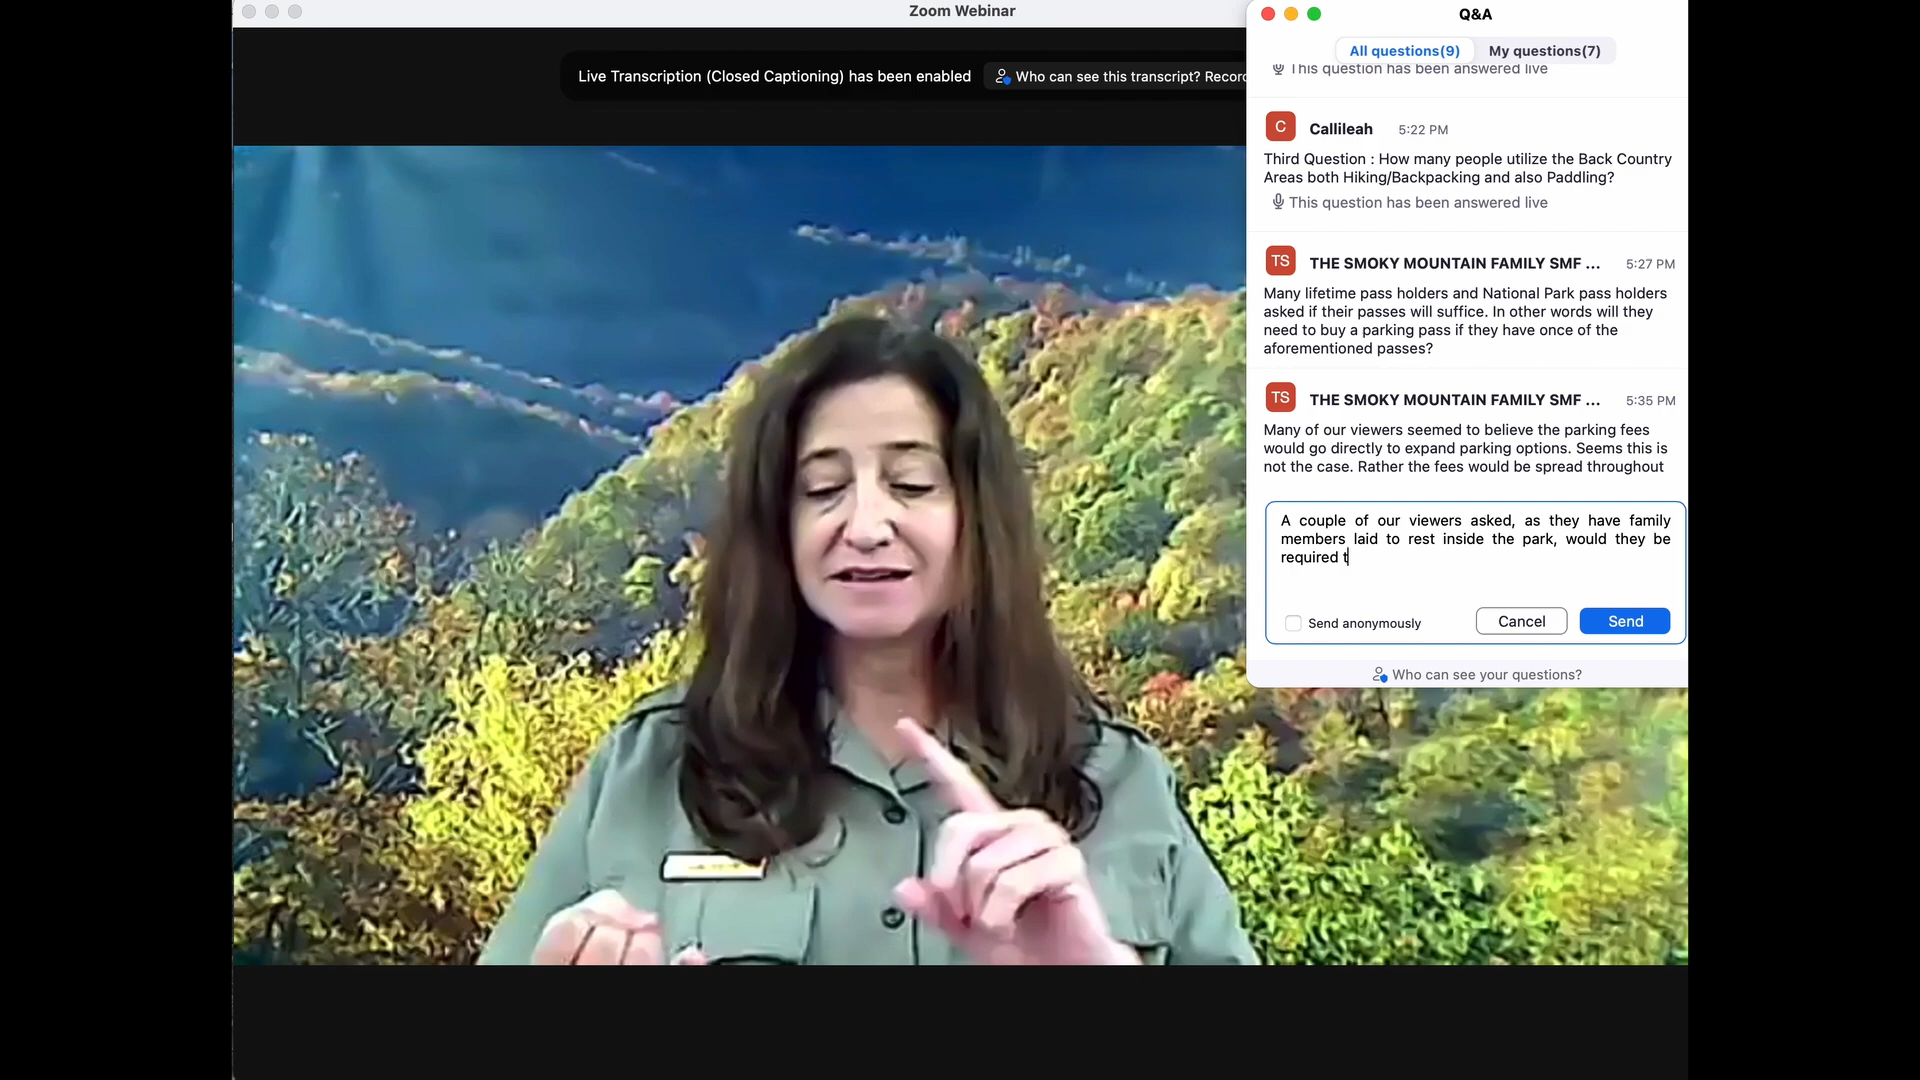 Zoom Webinar
Live Transcription (Closed Captioning) has been enabled
Who can see this transcript? Recor
Q&A
All questions(9)
My questions(7)
This question has been answered live
C
Callileah
5:22 PM
Third Question : How many people utilize the Back Country
Areas both Hiking/Backpacking and also Paddling?
This question has been answered live
TS
THE SMOKY MOUNTAIN FAMILY SMF ...
5:27 PM
Many lifetime pass holders and National Park pass holders
asked if their passes will suffice. In other words will they
need to buy a parking pass if they have once of the
aforementioned passes?
TS
THE SMOKY MOUNTAIN FAMILY SMF ...
5:35 PM
Many of our viewers seemed to believe the parking fees
would go directly to expand parking options. Seems this is
not the case. Rather the fees would be spread throughout
A couple of our viewers asked, as they have family
members laid to rest inside the park, would they be
required t
Send anonymously
Cancel
Send
Who can see your questions?